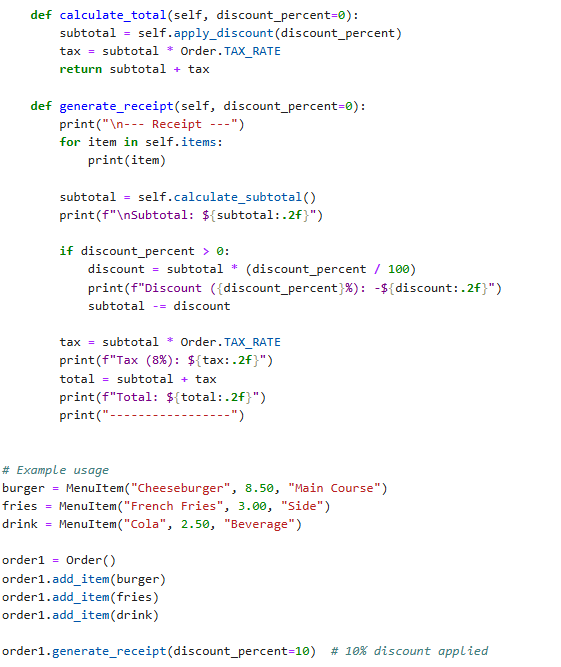 def calculate_total(self, discount_percent=0):
        subtotal = self.apply_discount(discount_percent)
        tax = subtotal * Order.TAX_RATE
        return subtotal + tax

    def generate_receipt(self, discount_percent=0):
        print("\n--- Receipt ---")
        for item in self.items:
            print(item)

        subtotal = self.calculate_subtotal()
        print(f"\nSubtotal: ${subtotal:.2f}")

        if discount_percent > 0:
            discount = subtotal * (discount_percent / 100)
            print(f"Discount ({discount_percent}%): -${discount:.2f}")
            subtotal -= discount

        tax = subtotal * Order.TAX_RATE
        print(f"Tax (8%): ${tax:.2f}")
        total = subtotal + tax
        print(f"Total: ${total:.2f}")
        print("-----------------")


# Example usage
burger = MenuItem("Cheeseburger", 8.50, "Main Course")
fries = MenuItem("French Fries", 3.00, "Side")
drink = MenuItem("Cola", 2.50, "Beverage")

order1 = Order()
order1.add_item(burger)
order1.add_item(fries)
order1.add_item(drink)

order1.generate_receipt(discount_percent=10)  # 10% discount applied